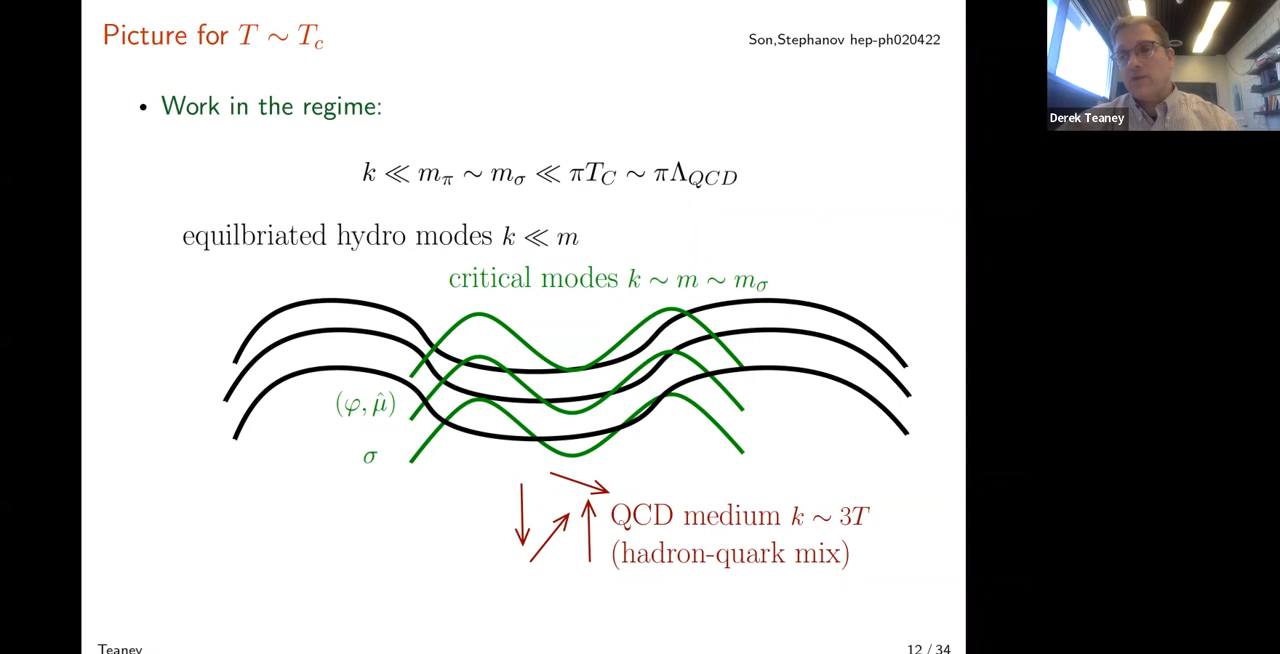 Picture for T ∼ T_c
Son,Stephanov hep-ph020422
• Work in the regime:
k ≪ m_π ∼ m_σ ≪ πT_C ∼ πΛ_QCD
equilbriated hydro modes k ≪ m
critical modes k ∼ m ∼ m_σ
(φ, μ̂)
σ
QCD medium k ∼ 3T
(hadron-quark mix)
Teaney
12 / 34
Derek Teaney